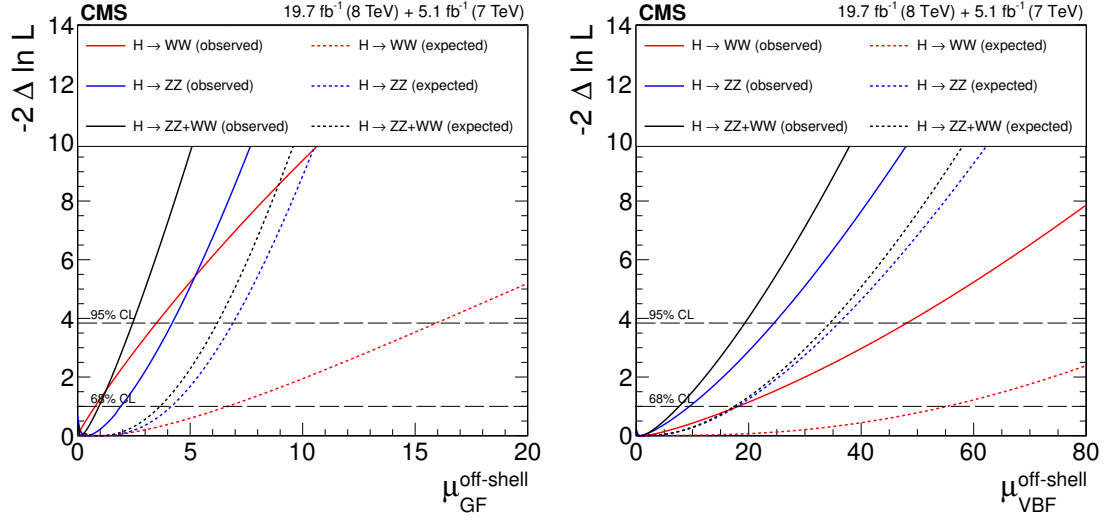 CMS 19.7 fb⁻¹ (8 TeV) + 5.1 fb⁻¹ (7 TeV)
-2 Δ ln L
14
12
10
8
6
4
2
0
H → WW (observed) H → WW (expected)
H → ZZ (observed) H → ZZ (expected)
H → ZZ+WW (observed) H → ZZ+WW (expected)
95% CL
68% CL
0 5 10 15 20
μ off-shell GF
CMS 19.7 fb⁻¹ (8 TeV) + 5.1 fb⁻¹ (7 TeV)
-2 Δ ln L
14
12
10
8
6
4
2
0
H → WW (observed) H → WW (expected)
H → ZZ (observed) H → ZZ (expected)
H → ZZ+WW (observed) H → ZZ+WW (expected)
95% CL
68% CL
0 20 40 60 80
μ off-shell VBF